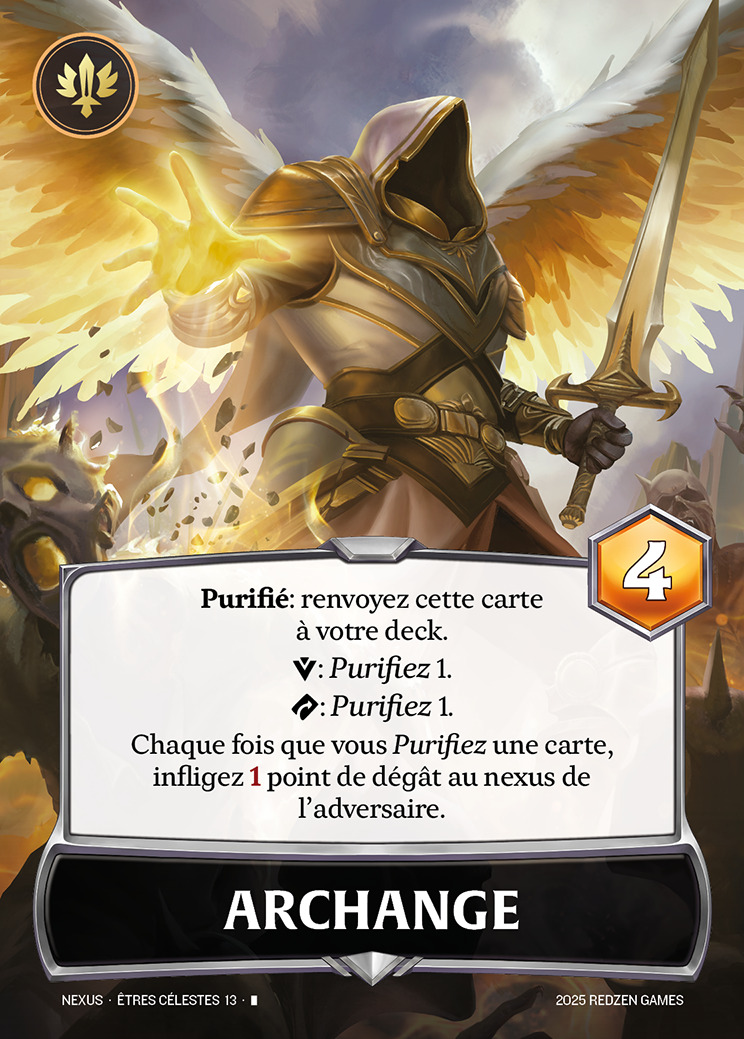 4
Purifié: renvoyez cette carte
à votre deck.
: Purifiez 1.
: Purifiez 1.
Chaque fois que vous Purifiez une carte,
infligez 1 point de dégât au nexus de
l’adversaire.
ARCHANGE
NEXUS · ÊTRES CÉLESTES 13 ·
2025 REDZEN GAMES